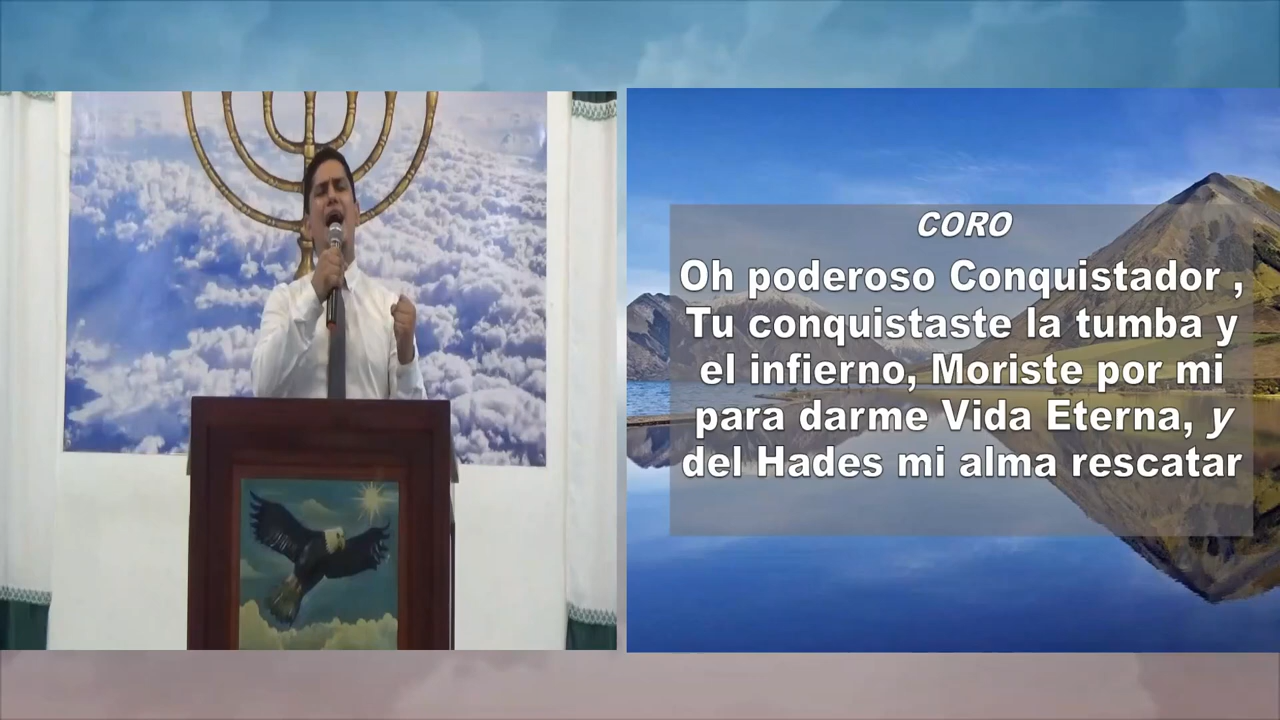 CORO
Oh poderoso Conquistador ,
Tu conquistaste la tumba y
el infierno, Moriste por mi
para darme Vida Eterna, y
del Hades mi alma rescatar